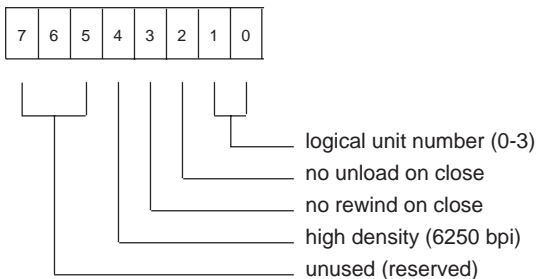 7 6 5 4 3 2 1 0
logical unit number (0-3)
no unload on close
no rewind on close
high density (6250 bpi)
unused (reserved)